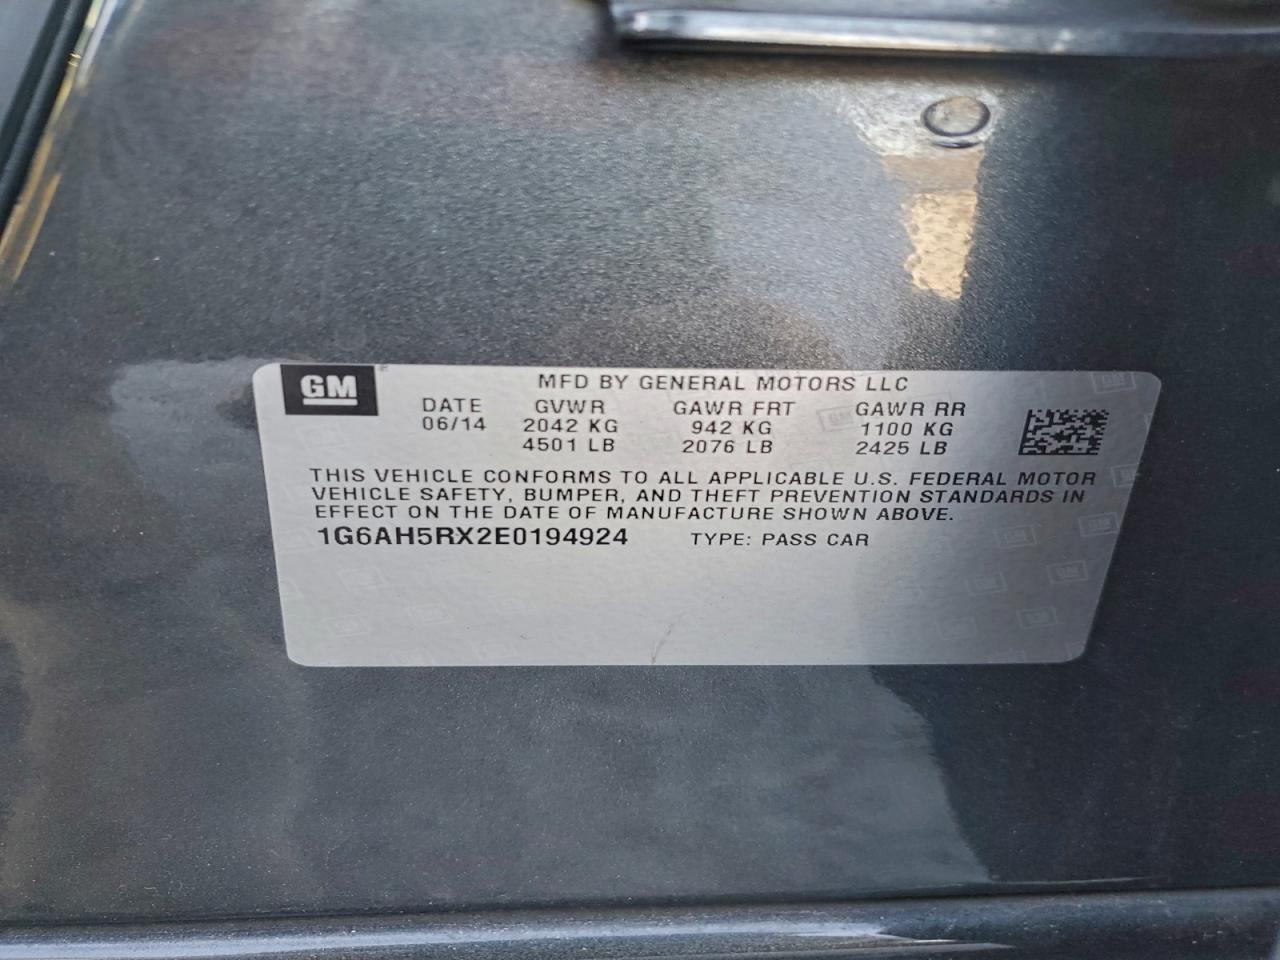 GM
MFD BY GENERAL MOTORS LLC
DATE GVWR GAWR FRT GAWR RR
06/14 2042 KG 942 KG 1100 KG
4501 LB 2076 LB 2425 LB
THIS VEHICLE CONFORMS TO ALL APPLICABLE U.S. FEDERAL MOTOR
VEHICLE SAFETY, BUMPER, AND THEFT PREVENTION STANDARDS IN
EFFECT ON THE DATE OF MANUFACTURE SHOWN ABOVE.
1G6AH5RX2E0194924 TYPE: PASS CAR